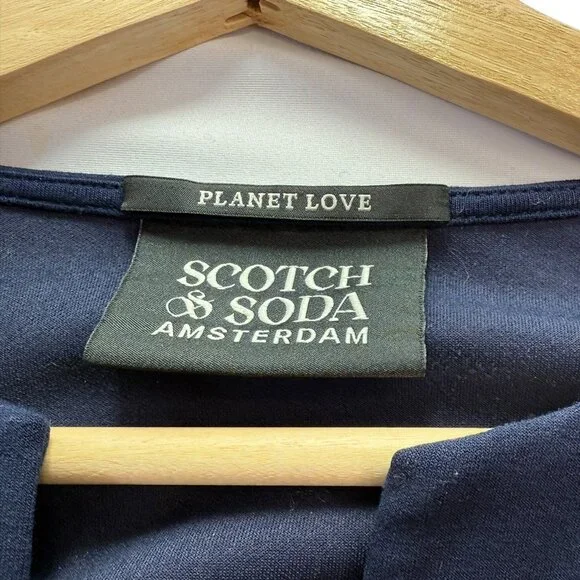 PLANET LOVE
SCOTCH
& SODA
AMSTERDAM